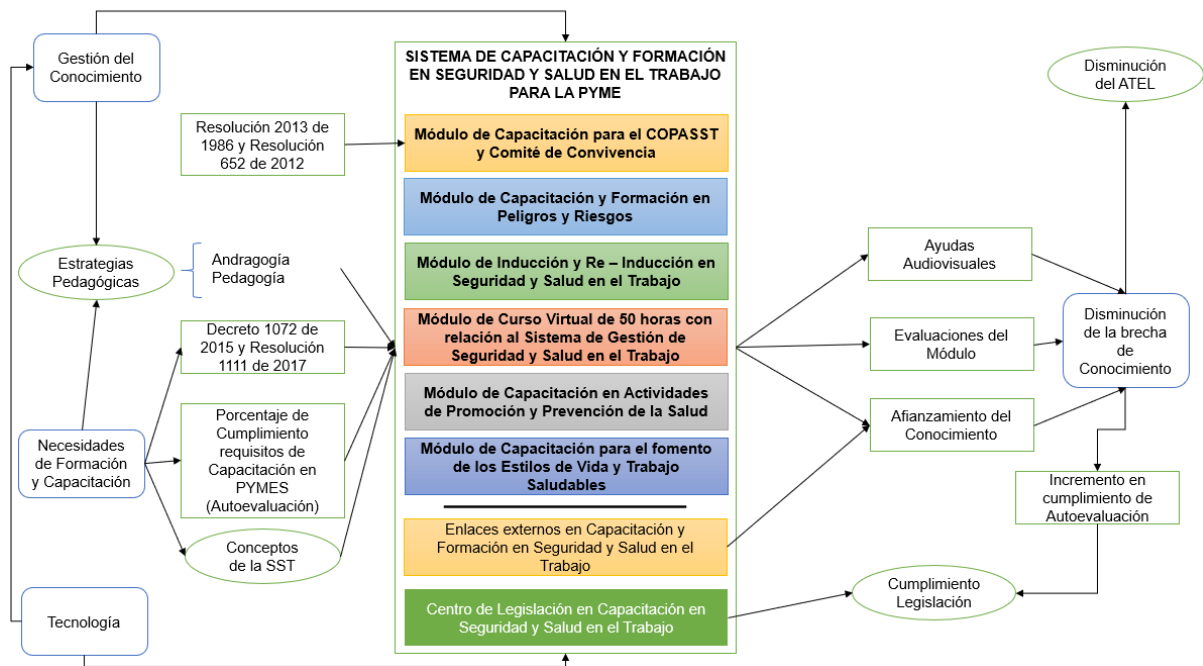 Gestión del
Conocimiento
Resolución 2013 de
1986 y Resolución
652 de 2012
Estrategias
Pedagógicas
Andragogía
Pedagogía
Decreto 1072 de
2015 y Resolución
1111 de 2017
Necesidades
de Formación
y Capacitación
Porcentaje de
Cumplimiento
requisitos de
Capacitación en
PYMES
(Autoevaluación)
Conceptos
de la SST
Tecnología
SISTEMA DE CAPACITACIÓN Y FORMACIÓN
EN SEGURIDAD Y SALUD EN EL TRABAJO
PARA LA PYME
Módulo de Capacitación para el COPASST
y Comité de Convivencia
Módulo de Capacitación y Formación en
Peligros y Riesgos
Módulo de Inducción y Re – Inducción en
Seguridad y Salud en el Trabajo
Módulo de Curso Virtual de 50 horas con
relación al Sistema de Gestión de
Seguridad y Salud en el Trabajo
Módulo de Capacitación en Actividades
de Promoción y Prevención de la Salud
Módulo de Capacitación para el fomento
de los Estilos de Vida y Trabajo
Saludables
Enlaces externos en Capacitación y
Formación en Seguridad y Salud en el
Trabajo
Centro de Legislación en Capacitación en
Seguridad y Salud en el Trabajo
Ayudas
Audiovisuales
Evaluaciones del
Módulo
Afianzamiento del
Conocimiento
Disminución
del ATEL
Disminución
de la brecha
de
Conocimiento
Incremento en
cumplimiento de
Autoevaluación
Cumplimiento
Legislación